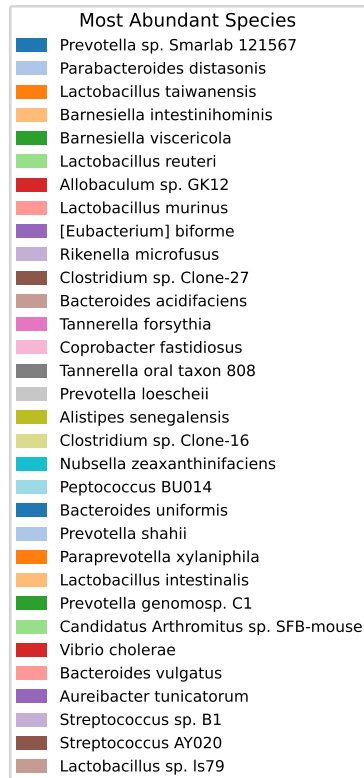 Most Abundant Species
Prevotella sp. Smarlab 121567
Parabacteroides distasonis
Lactobacillus taiwanensis
Barnesiella intestinihominis
Barnesiella viscericola
Lactobacillus reuteri
Allobaculum sp. GK12
Lactobacillus murinus
[Eubacterium] biforme
Rikenella microfusus
Clostridium sp. Clone-27
Bacteroides acidifaciens
Tannerella forsythia
Coprobacter fastidiosus
Tannerella oral taxon 808
Prevotella loescheii
Alistipes senegalensis
Clostridium sp. Clone-16
Nubsella zeaxanthinifaciens
Peptococcus BU014
Bacteroides uniformis
Prevotella shahii
Paraprevotella xylaniphila
Lactobacillus intestinalis
Prevotella genomosp. C1
Candidatus Arthromitus sp. SFB-mouse
Vibrio cholerae
Bacteroides vulgatus
Aureibacter tunicatorum
Streptococcus sp. B1
Streptococcus AY020
Lactobacillus sp. ls79